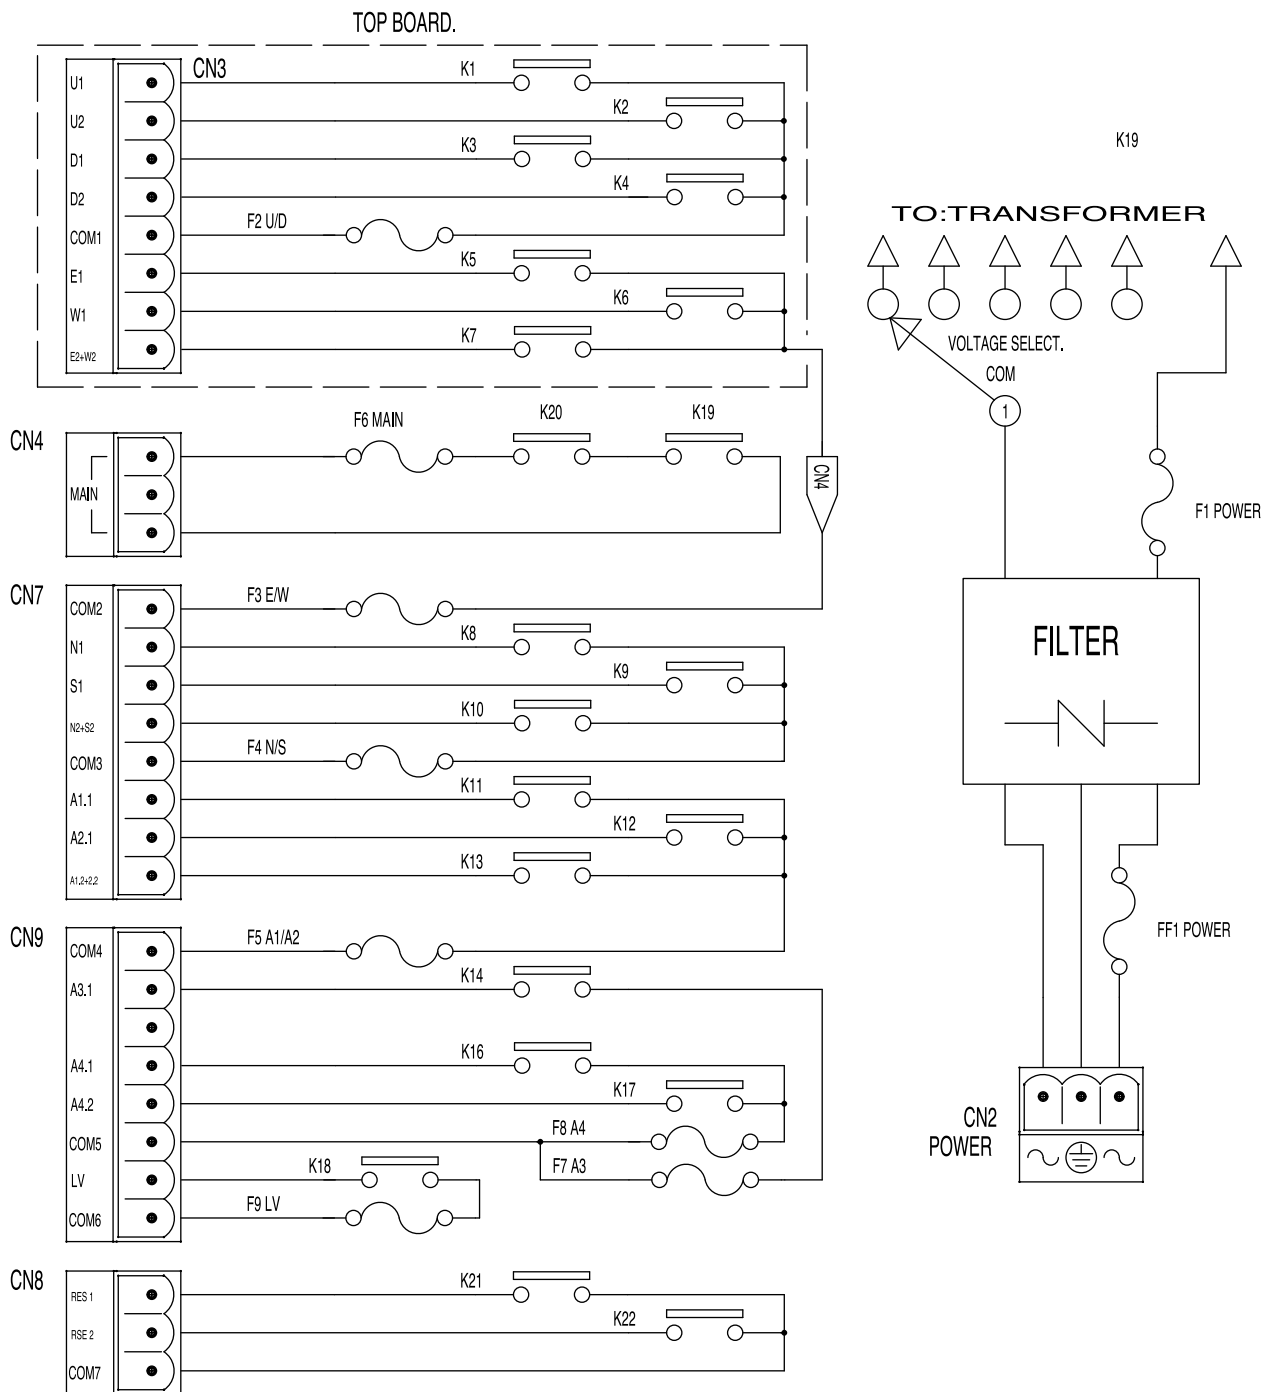 TOP BOARD.
CN3
U1
K1
U2
K2
D1
K3
D2
K4
COM1
F2 U/D
E1
K5
W1
K6
E2+W2
K7
CN4
MAIN
F6 MAIN
K20
K19
CN4
CN7
COM2
F3 E/W
N1
K8
S1
K9
N2+S2
K10
COM3
F4 N/S
A1.1
K11
A2.1
K12
A1.2+2.2
K13
CN9
COM4
F5 A1/A2
A3.1
K14
A4.1
K16
A4.2
K17
COM5
F8 A4
F7 A3
LV
K18
COM6
F9 LV
CN8
RES 1
K21
RSE 2
K22
COM7
K19
TO:TRANSFORMER
VOLTAGE SELECT.
COM
1
F1 POWER
FILTER
FF1 POWER
CN2
POWER